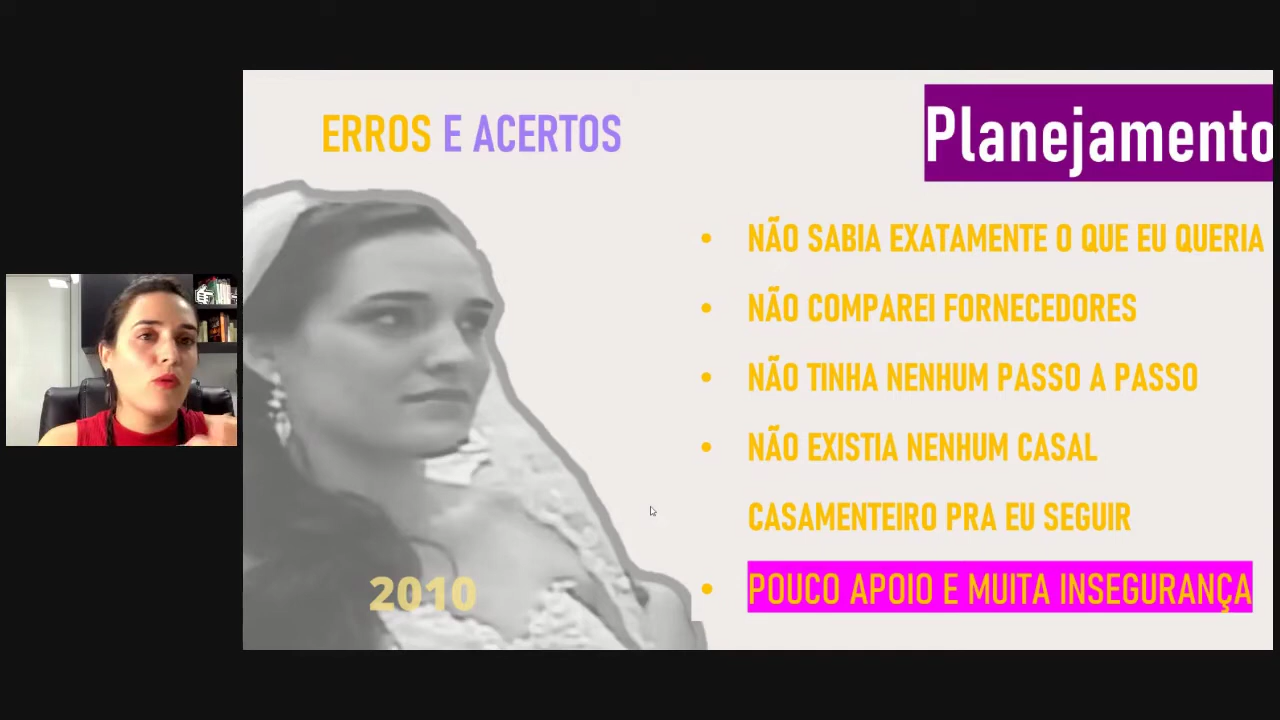 ERROS E ACERTOS
Planejamento
• NÃO SABIA EXATAMENTE O QUE EU QUERIA
• NÃO COMPAREI FORNECEDORES
• NÃO TINHA NENHUM PASSO A PASSO
• NÃO EXISTIA NENHUM CASAL
CASAMENTEIRO PRA EU SEGUIR
• POUCO APOIO E MUITA INSEGURANÇA
2010